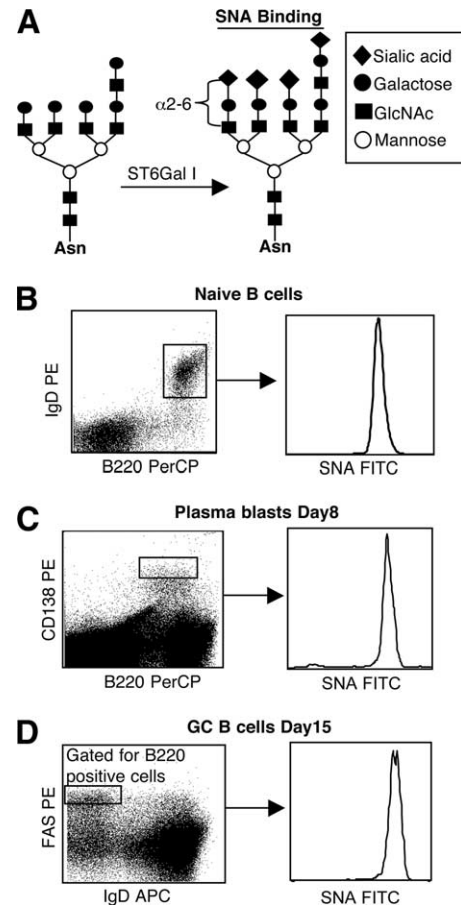 A
SNA Binding
α2-6
ST6Gal I
Asn
Asn
Sialic acid
Galactose
GlcNAc
Mannose
B
Naive B cells
IgD PE
B220 PerCP
SNA FITC
C
Plasma blasts Day8
CD138 PE
B220 PerCP
SNA FITC
D
GC B cells Day15
Gated for B220
positive cells
FAS PE
IgD APC
SNA FITC